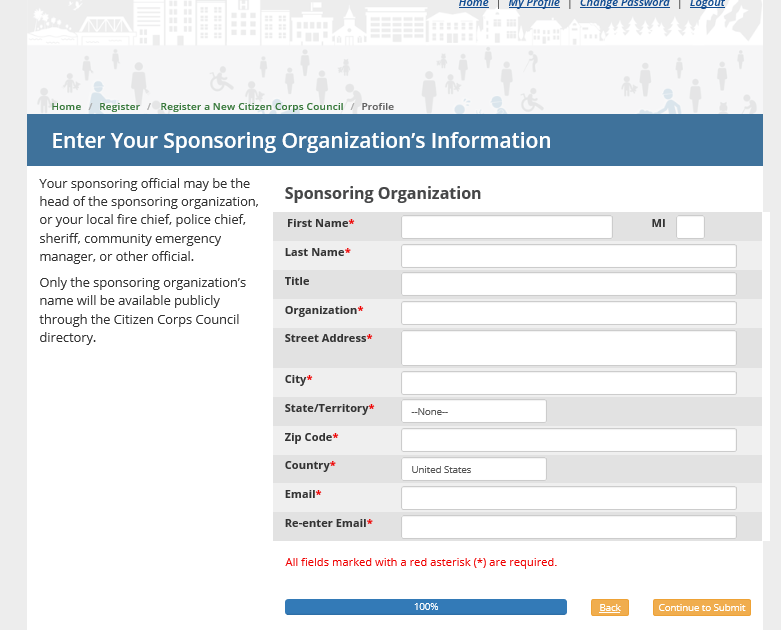 Home | My Profile | Change Password | Logout
Home / Register / Register a New Citizen Corps Council / Profile
Enter Your Sponsoring Organization's Information
Your sponsoring official may be the
head of the sponsoring organization,
or your local fire chief, police chief,
sheriff, community emergency
manager, or other official.
Only the sponsoring organization's
name will be available publicly
through the Citizen Corps Council
directory.
Sponsoring Organization
First Name* MI
Last Name*
Title
Organization*
Street Address*
City*
State/Territory* --None--
Zip Code*
Country* United States
Email*
Re-enter Email*
All fields marked with a red asterisk (*) are required.
100% Back Continue to Submit